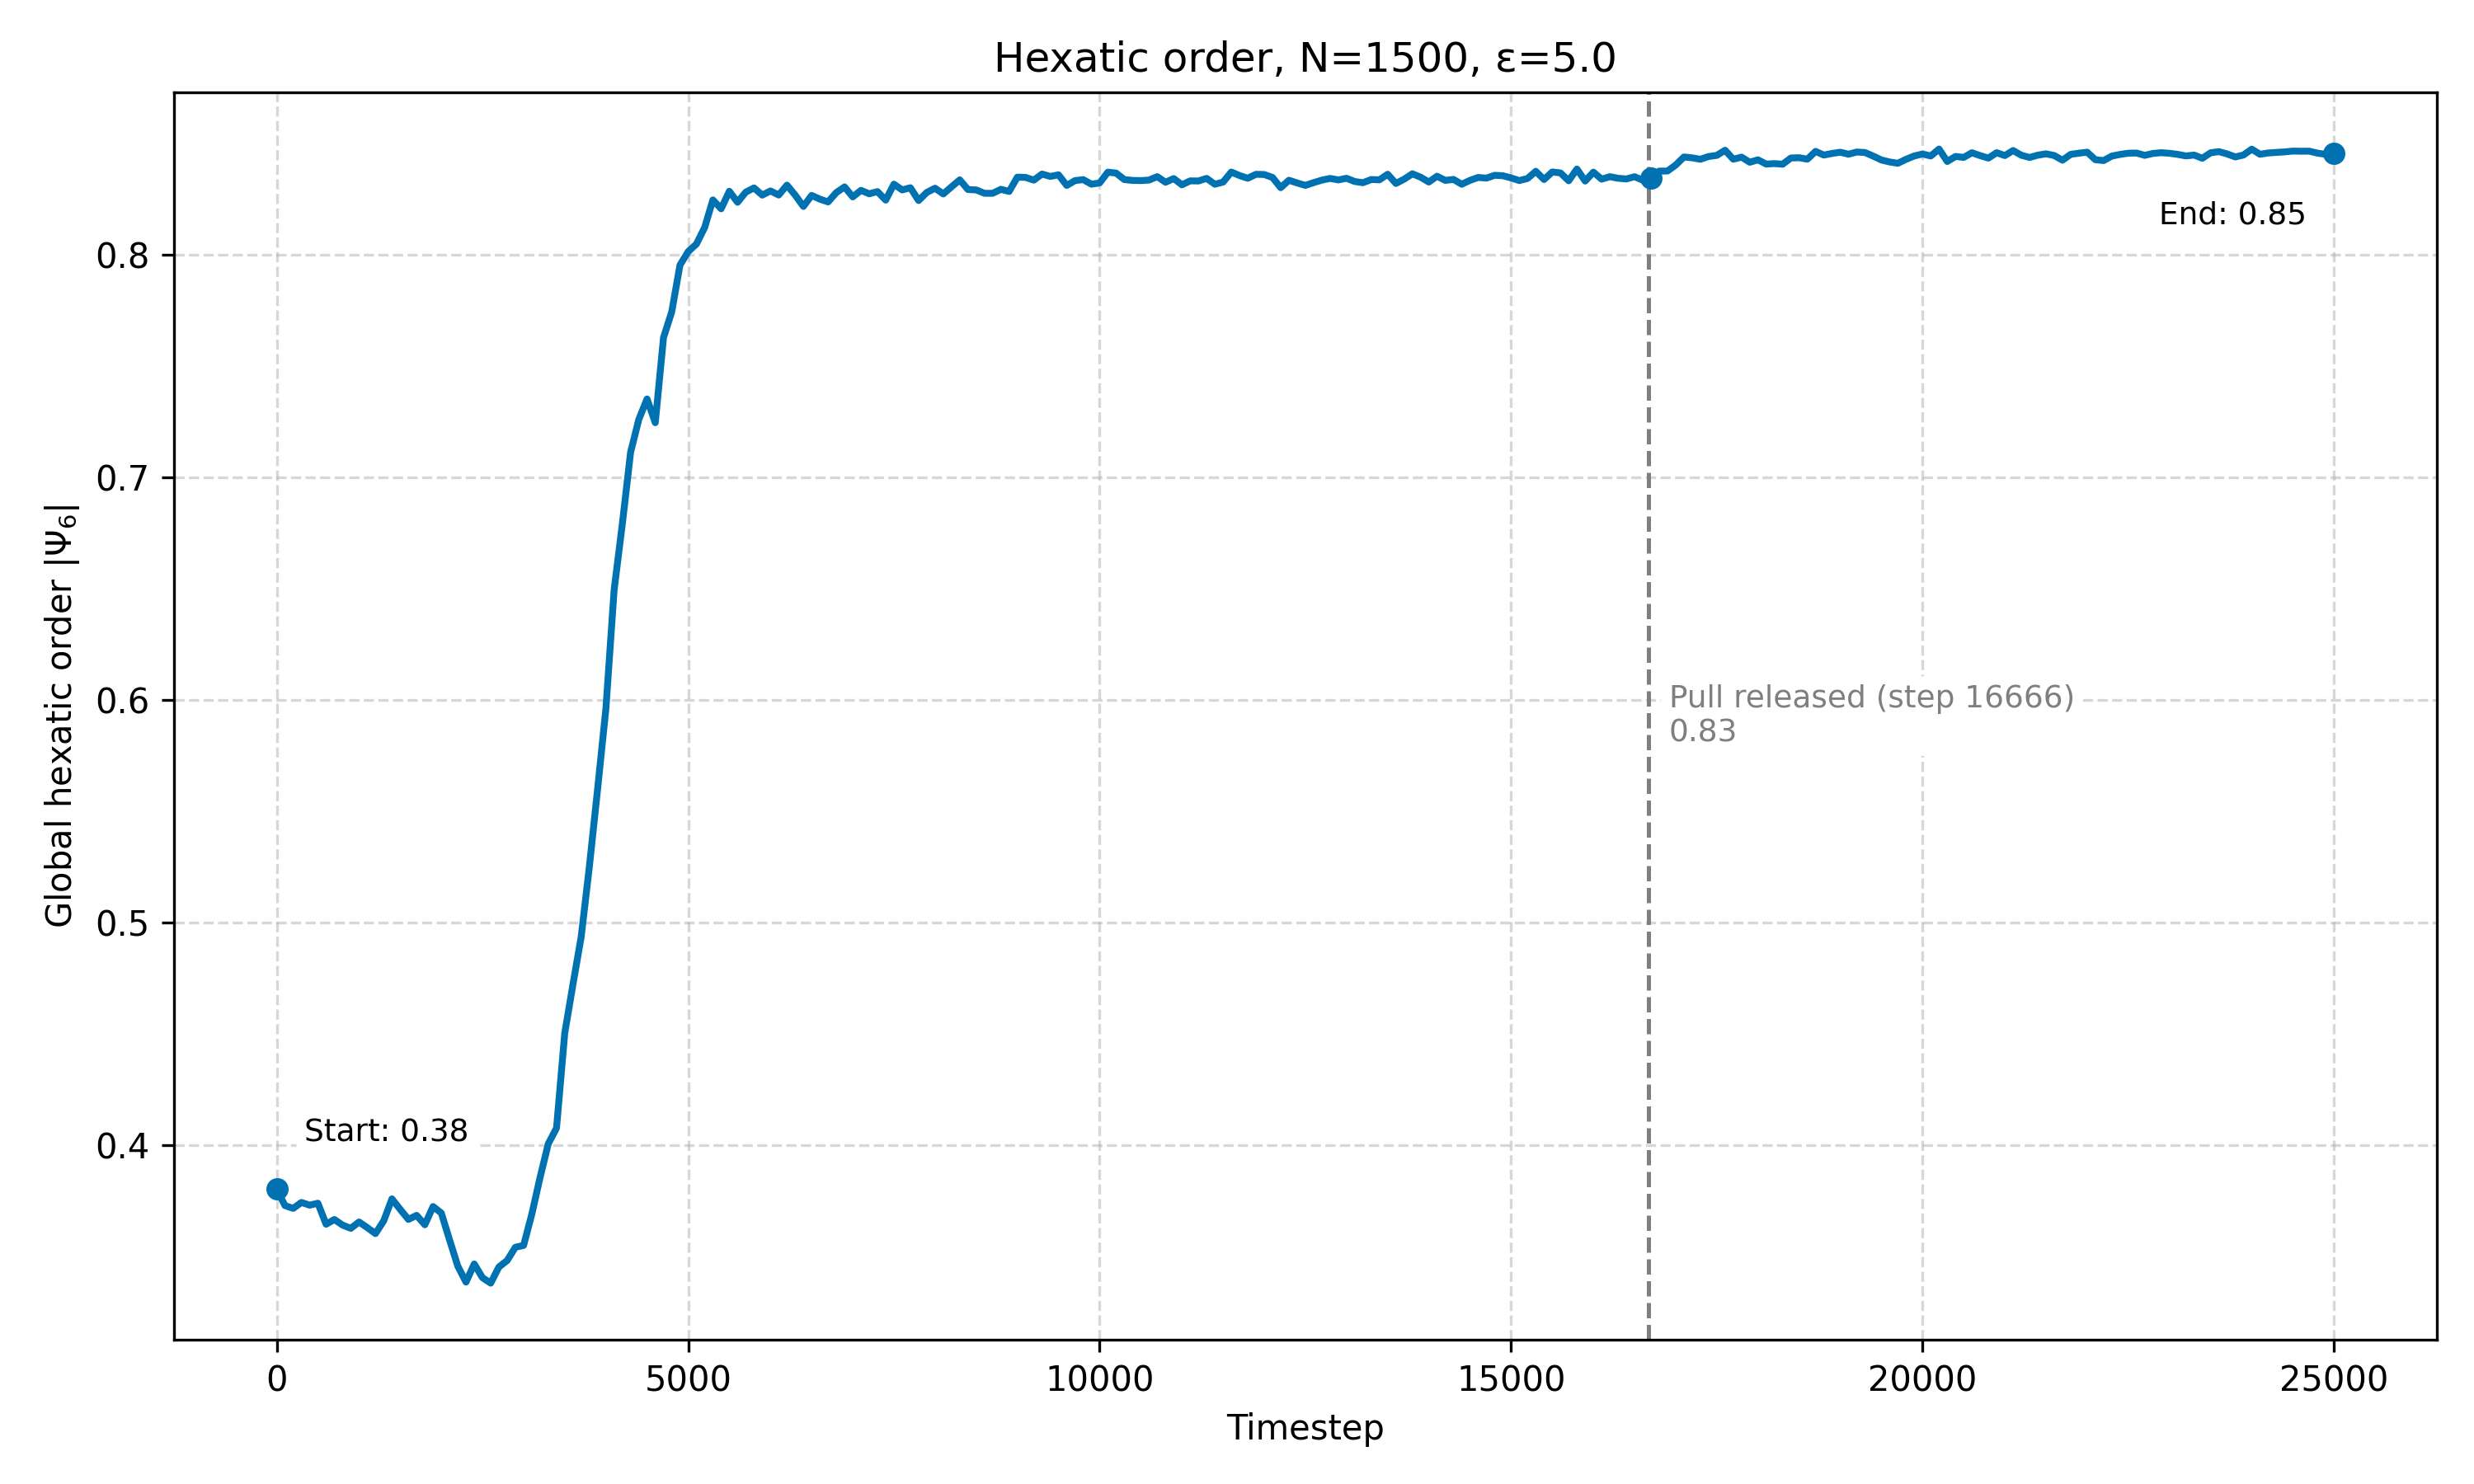 Hexatic order, N=1500, ε=5.0
Global hexatic order |Ψ₆|
0.8
0.7
0.6
0.5
0.4
End: 0.85
Pull released (step 16666)
0.83
Start: 0.38
0
5000
10000
15000
20000
25000
Timestep